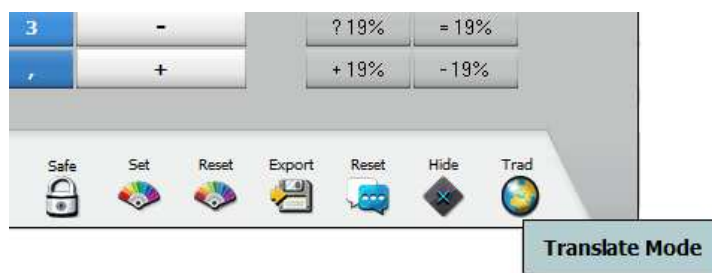 3 - ? 19% = 19%
, + + 19% - 19%
Safe Set Reset Export Reset Hide Trad
Translate Mode